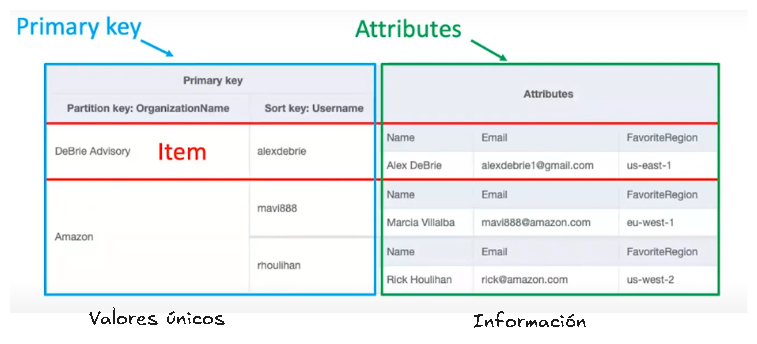 Primary key
Attributes
Primary key
Attributes
Partition key: OrganizationName Sort key: Username
DeBrie Advisory Item alexdebrie
Name Email FavoriteRegion
Alex DeBrie alexdebrie1@gmail.com us-east-1
Amazon
mavi888
Name Email FavoriteRegion
Marcia Villalba mavi888@amazon.com eu-west-1
rhoulihan
Name Email FavoriteRegion
Rick Houlihan rick@amazon.com us-west-2
Valores únicos
Información